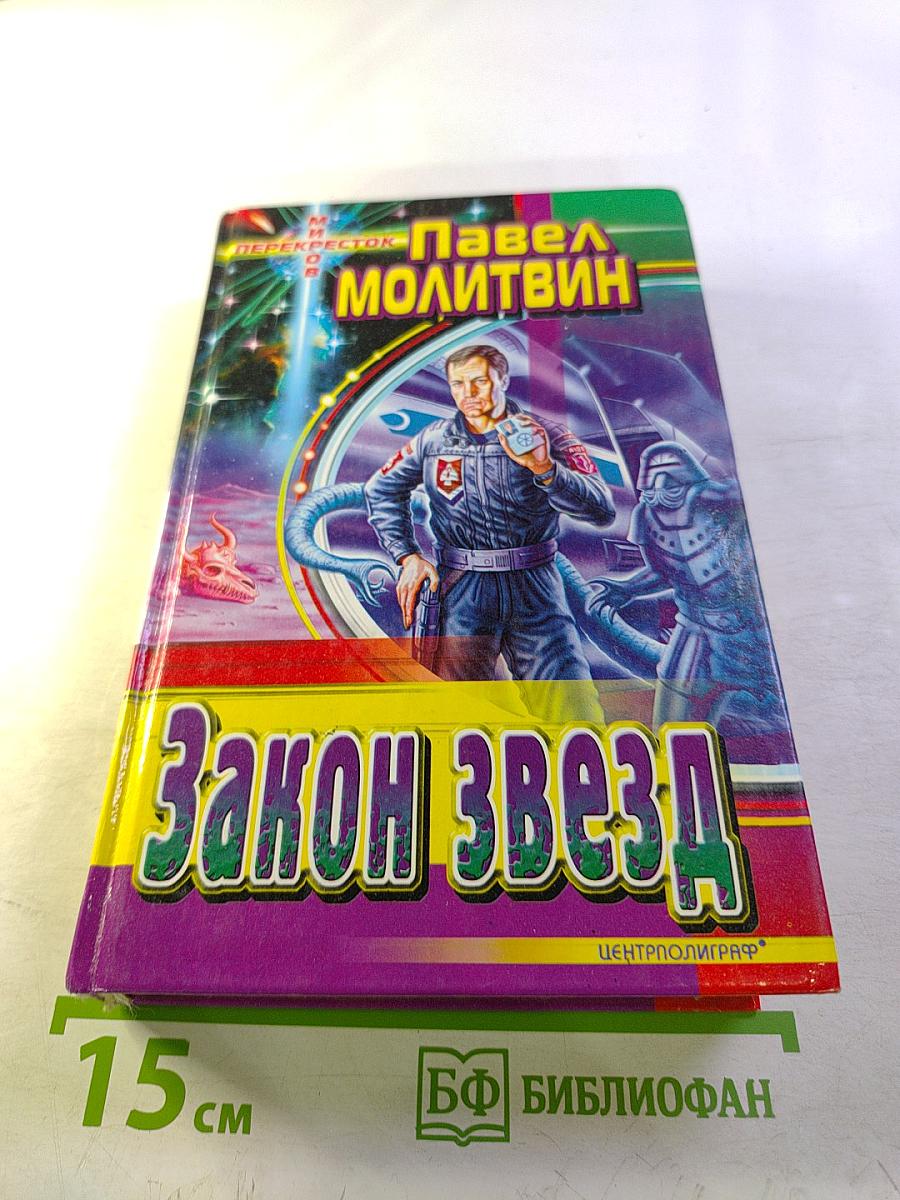 ПЕРЕКРЕСТОК
МИРОВ
Павел
МОЛИТВИН
Закон звезд
ЦЕНТРПОЛИГРАФ®
15 см
БФ БИБЛИОФАН